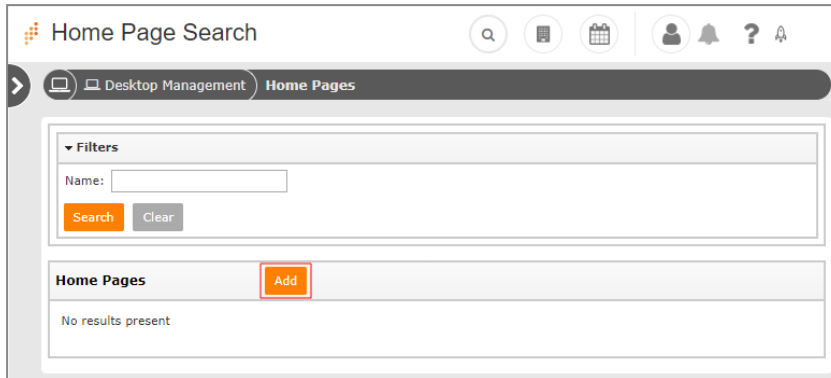 Home Page Search
?
Desktop Management Home Pages
Filters
Name:
Search Clear
Home Pages Add
No results present